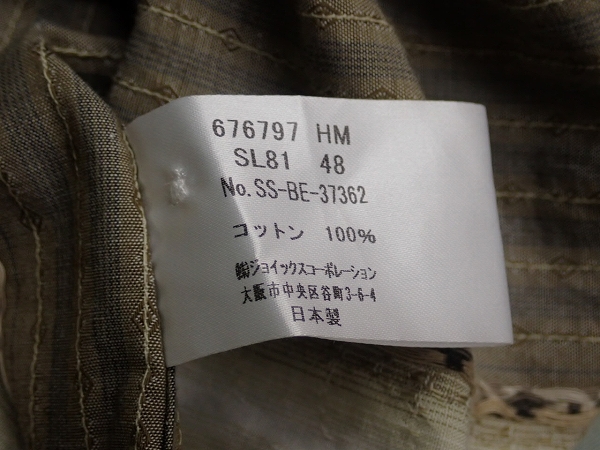 676797 HM
SL81 48
No.SS-BE-37362
コットン 100%
㈱ジョイックスコーポレーション
大阪市中央区谷町3-6-4
日本製